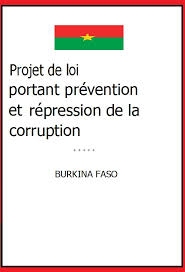 Projet de loi
portant prévention
et répression de la
corruption
*****
BURKINA FASO